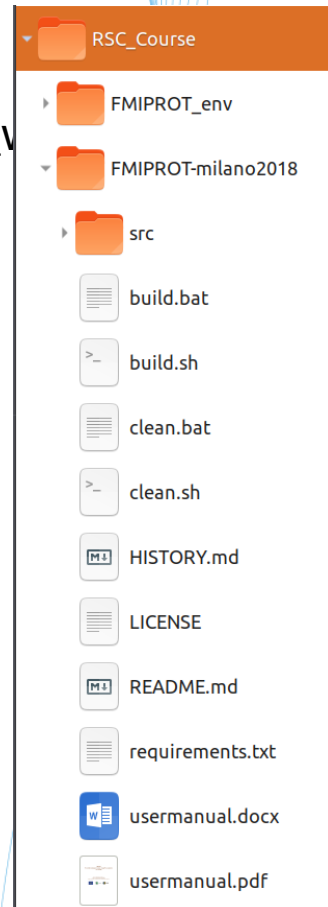 RSC_Course
FMIPROT_env
FMIPROT-milano2018
src
build.bat
>_
build.sh
clean.bat
>_
clean.sh
M↓
HISTORY.md
LICENSE
M↓
README.md
requirements.txt
W
usermanual.docx
usermanual.pdf